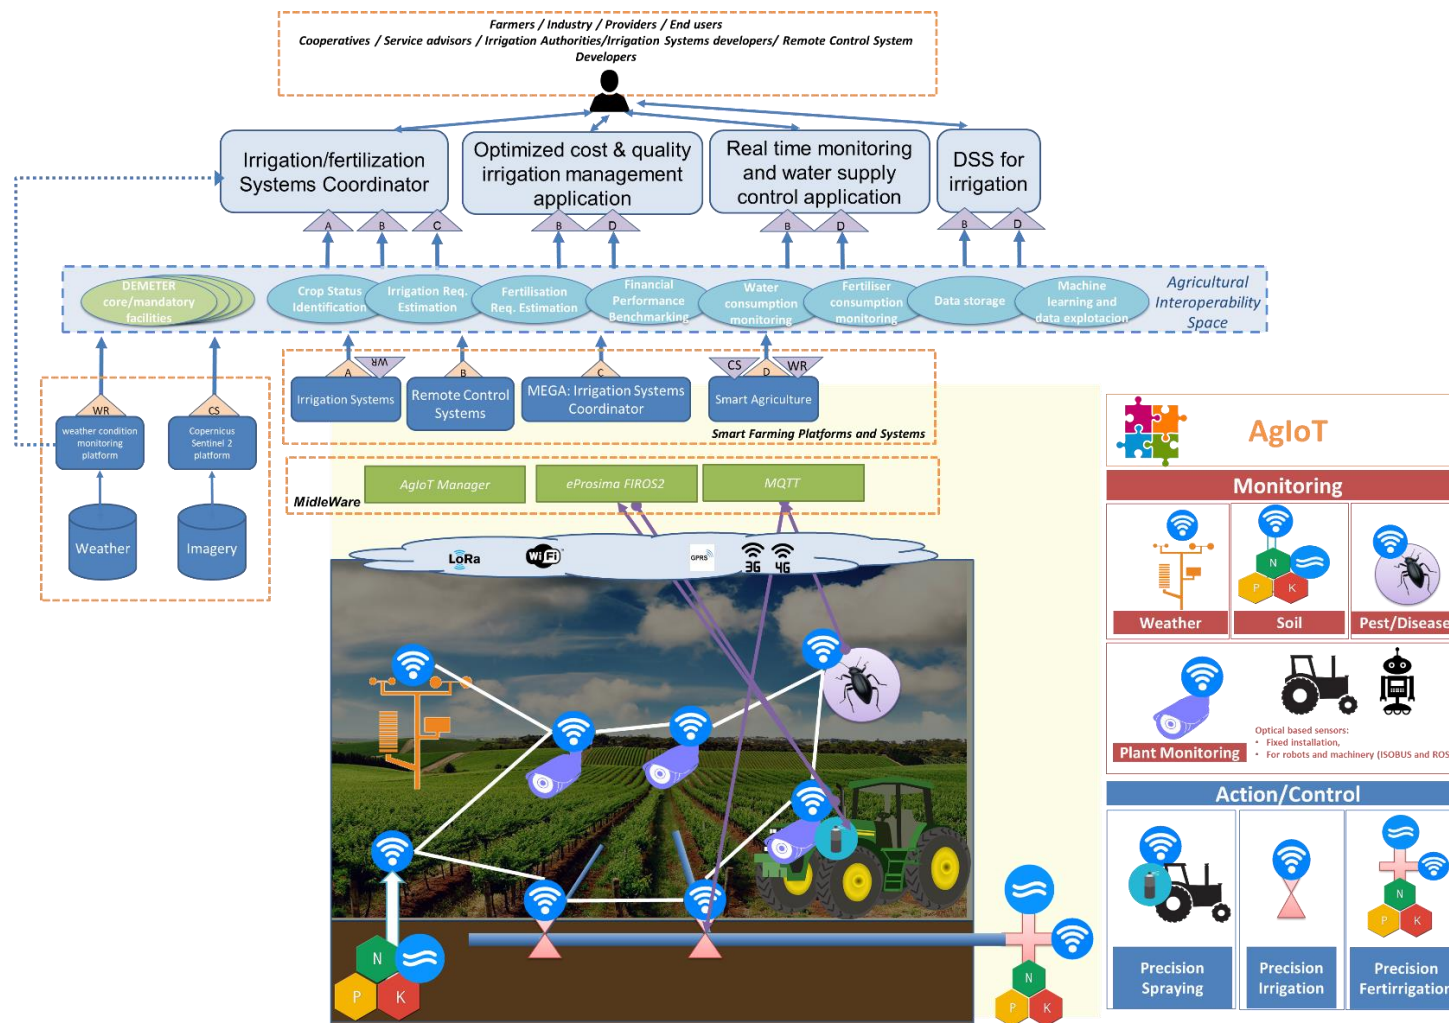 Farmers / Industry / Providers / End users
Cooperatives / Service advisors / Irrigation Authorities/Irrigation Systems developers/ Remote Control System
Developers
Irrigation/fertilization
Systems Coordinator
Optimized cost & quality
irrigation management
application
Real time monitoring
and water supply
control application
DSS for
irrigation
A
B
C
B
D
B
D
B
D
DEMETER
core/mandatory
facilities
Crop Status
Identification
Irrigation Req.
Estimation
Fertilisation
Req. Estimation
Financial
Performance
Benchmarking
Water
consumption
monitoring
Fertiliser
consumption
monitoring
Data storage
Machine
learning and
data explotacion
Agricultural
Interoperability
Space
WR
CS
A
WR
B
C
CS
D
WR
weather condition
monitoring
platform
Copernicus
Sentinel 2
platform
Irrigation Systems
Remote Control
Systems
MEGA: Irrigation Systems
Coordinator
Smart Agriculture
Smart Farming Platforms and Systems
Weather
Imagery
MidleWare
AgIoT Manager
eProsima FIROS2
MQTT
LoRa
WiFi
GPRS
3G
4G
N
P
K
N
P
K
AgIoT
Monitoring
N
P
K
Weather
Soil
Pest/Disease
Plant Monitoring
Optical based sensors:
• Fixed installation,
• For robots and machinery (ISOBUS and ROS
Action/Control
N
P
K
Precision
Spraying
Precision
Irrigation
Precision
Fertirrigation